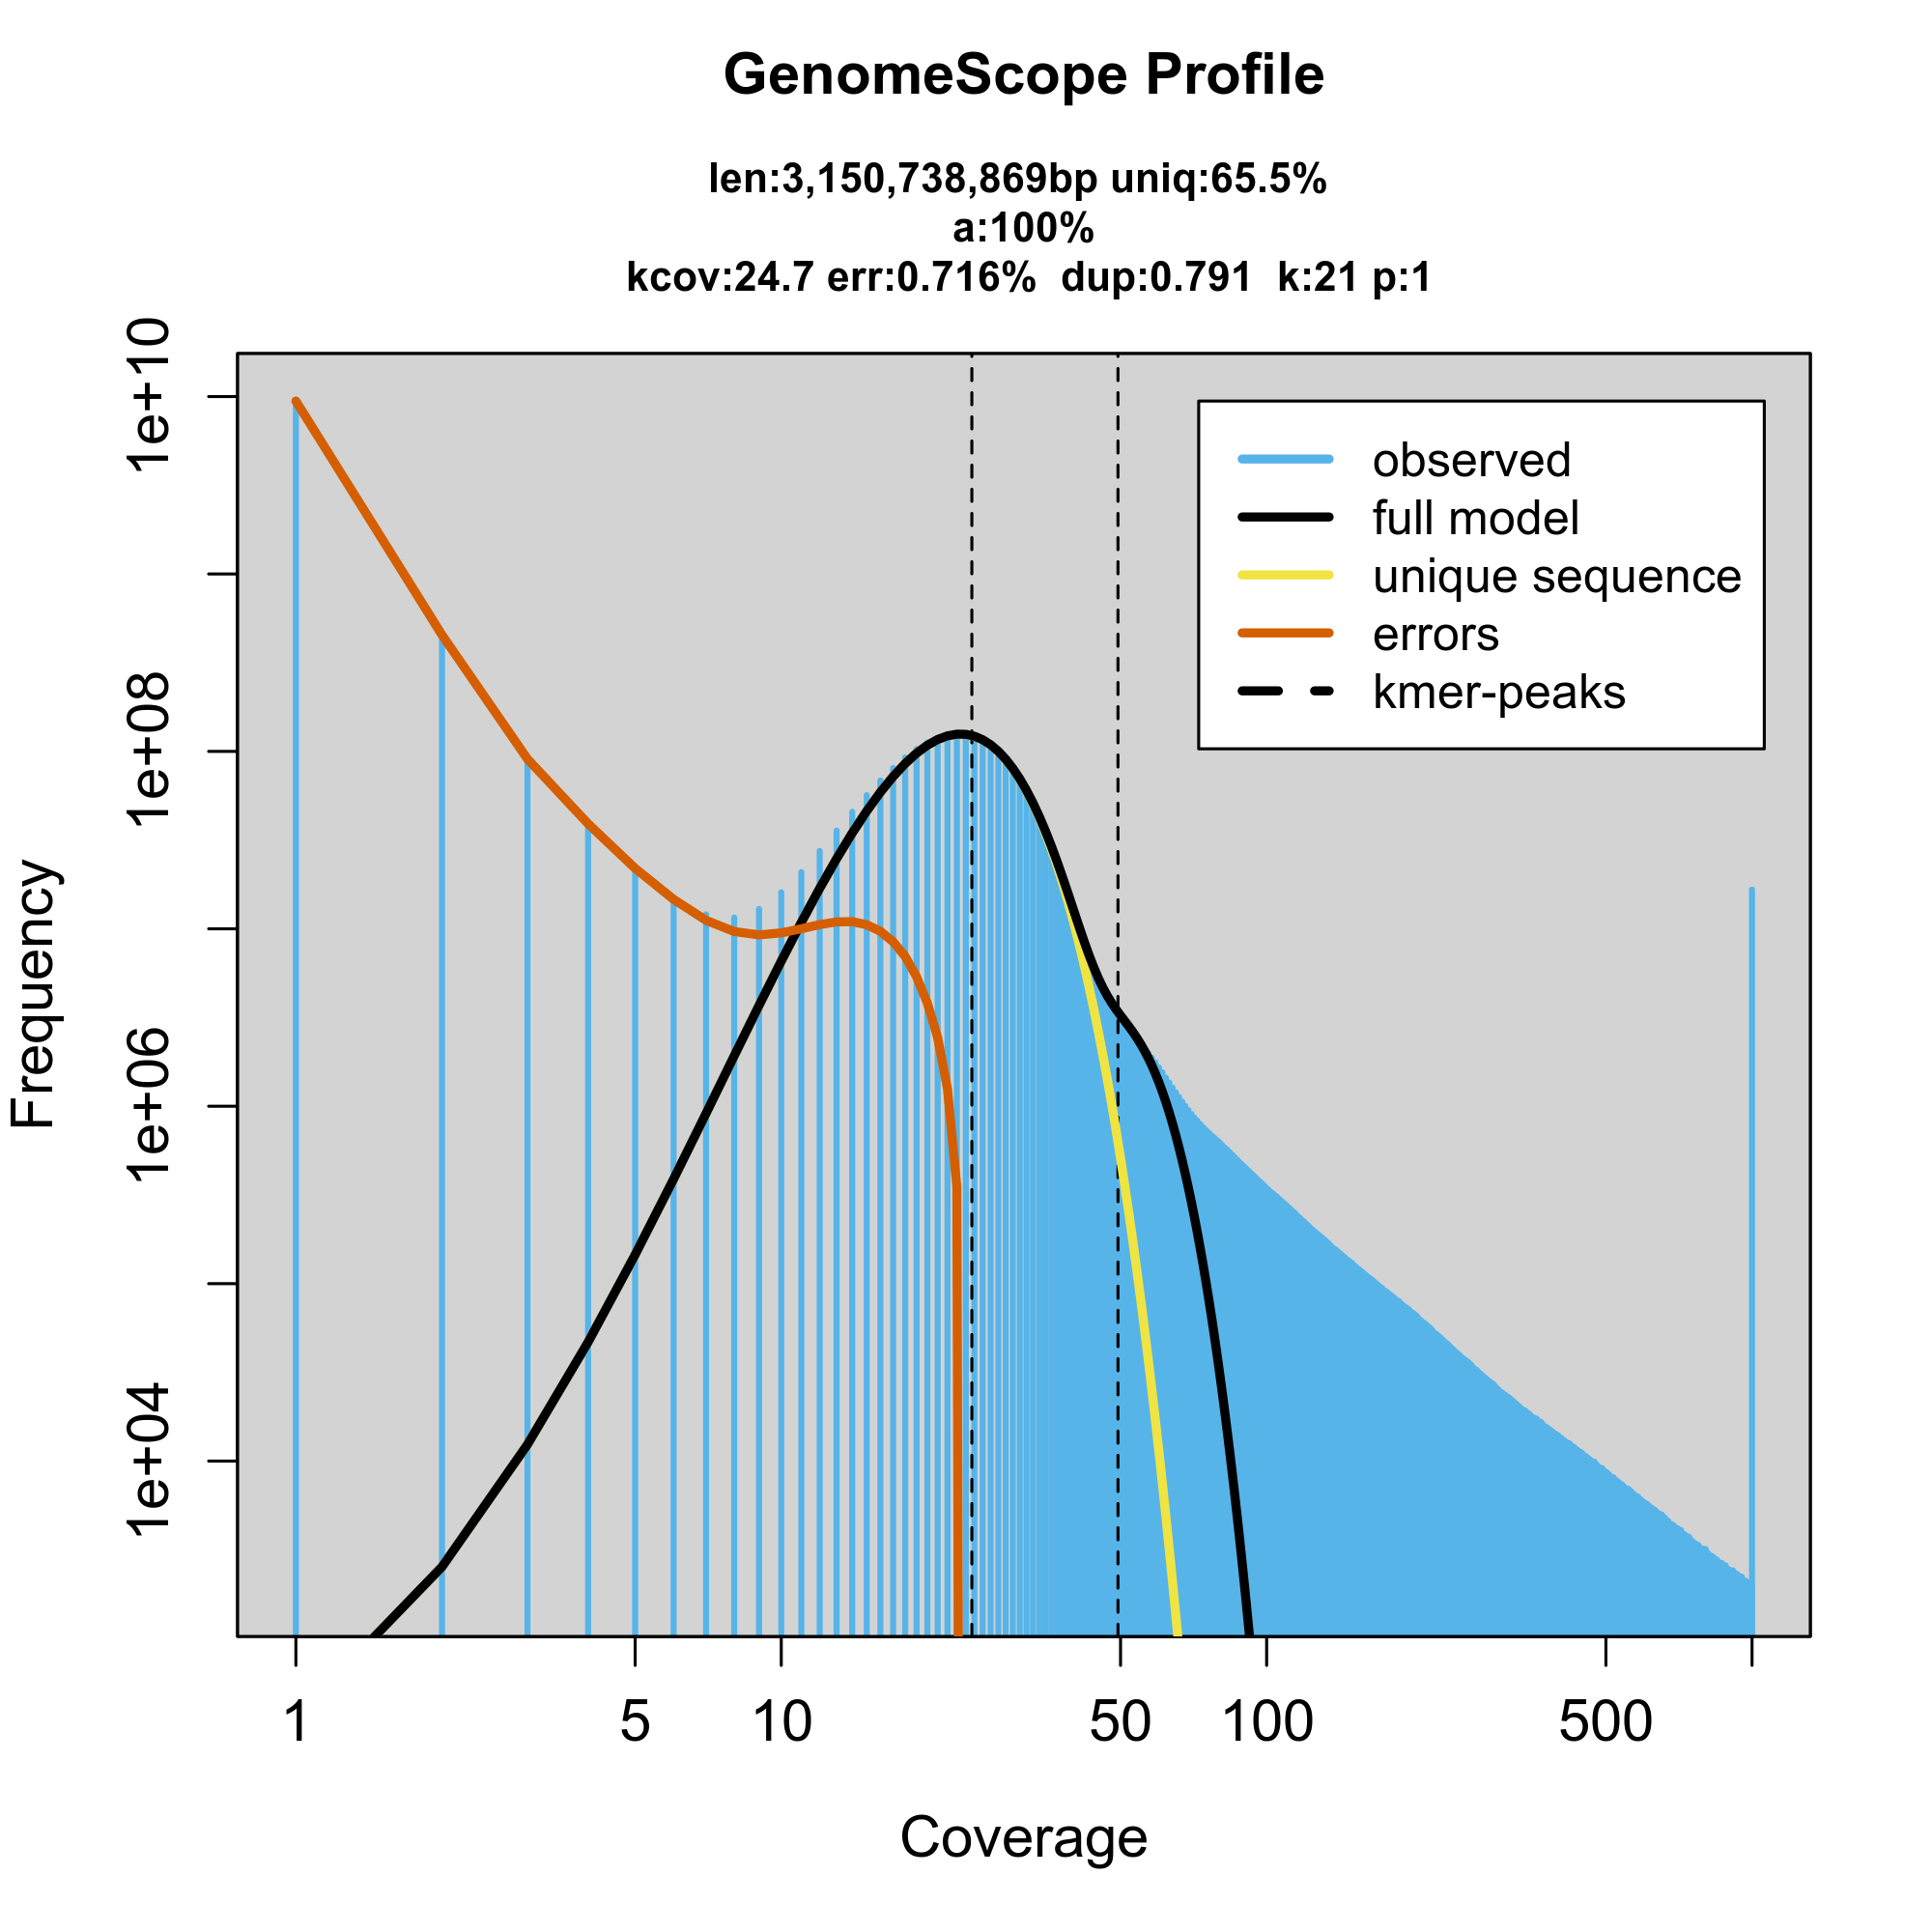 GenomeScope Profile
len:3,150,738,869bp uniq:65.5%
a:100%
kcov:24.7 err:0.716% dup:0.791 k:21 p:1
observed
full model
unique sequence
errors
kmer-peaks
Frequency
1e+10
1e+08
1e+06
1e+04
1 5 10 50 100 500
Coverage